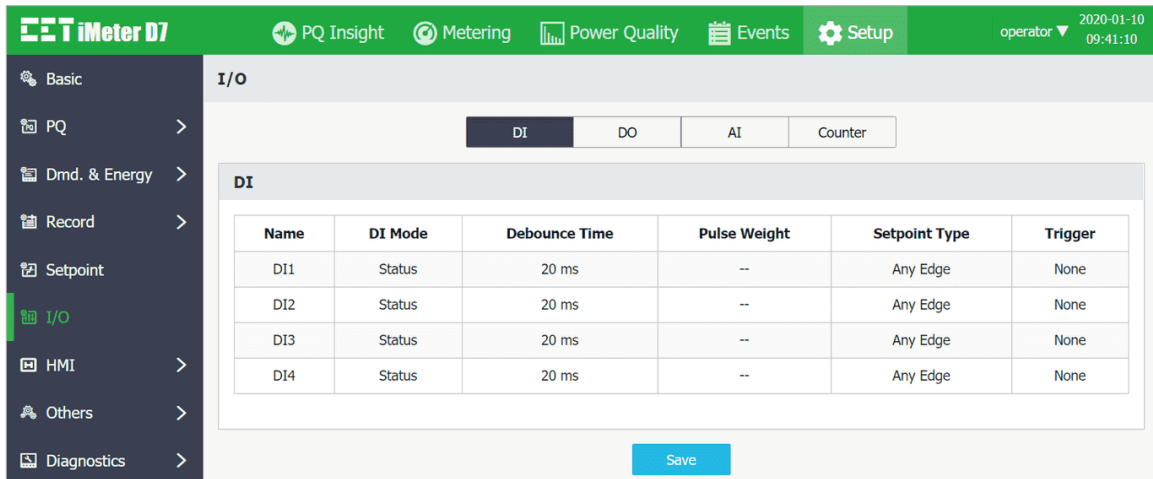 CET iMeter D7 PQ Insight Metering Power Quality Events Setup operator ▼ 2020-01-10
09:41:10
Basic
PQ
Dmd. & Energy
Record
Setpoint
I/O
HMI
Others
Diagnostics
I/O
DI DO AI Counter
DI
Name DI Mode Debounce Time Pulse Weight Setpoint Type Trigger
DI1 Status 20 ms -- Any Edge None
DI2 Status 20 ms -- Any Edge None
DI3 Status 20 ms -- Any Edge None
DI4 Status 20 ms -- Any Edge None
Save